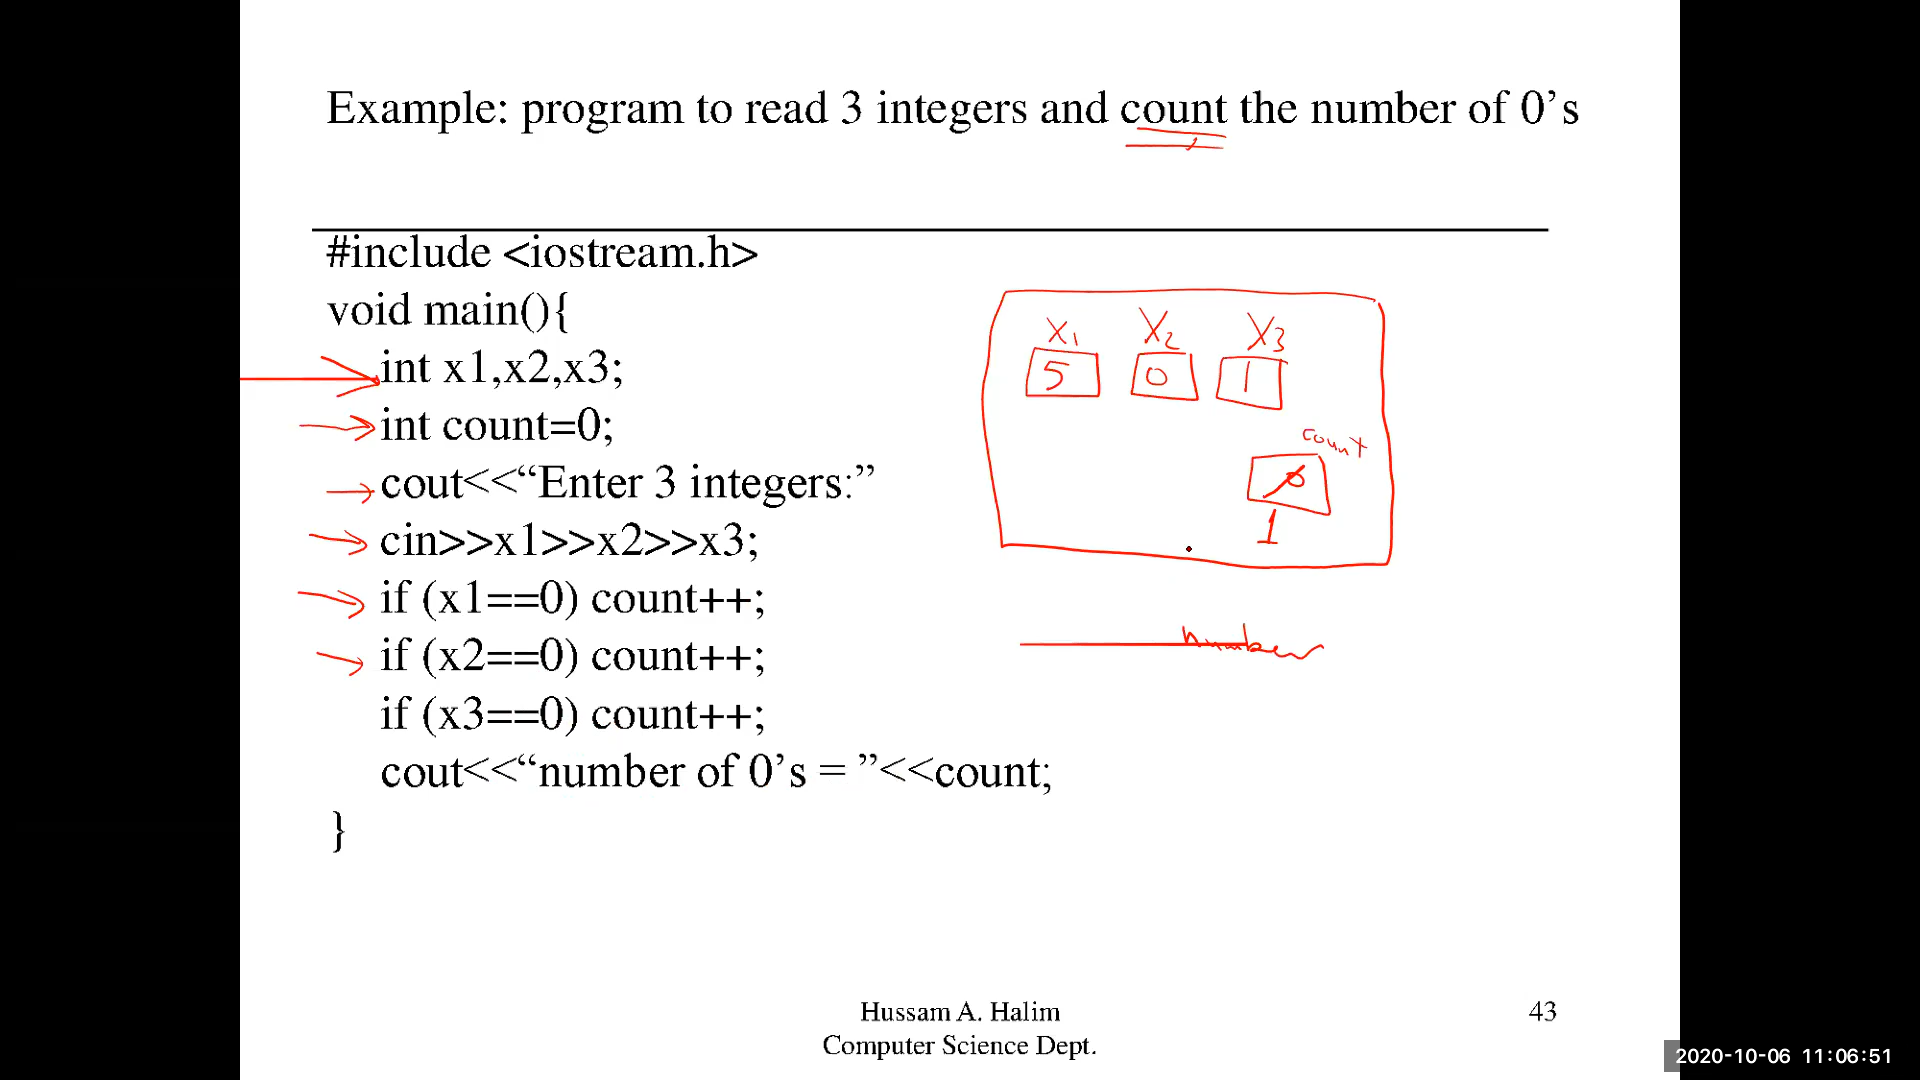 Example: program to read 3 integers and count the number of 0’s
#include <iostream.h>
void main(){
int x1,x2,x3;
int count=0;
cout<<“Enter 3 integers:”
cin>>x1>>x2>>x3;
if (x1==0) count++;
if (x2==0) count++;
if (x3==0) count++;
cout<<“number of 0’s = ”<<count;
}
X1 X2 X3
5 0 1
count
0
1
number
Hussam A. Halim
Computer Science Dept.
43
2020-10-06 11:06:51